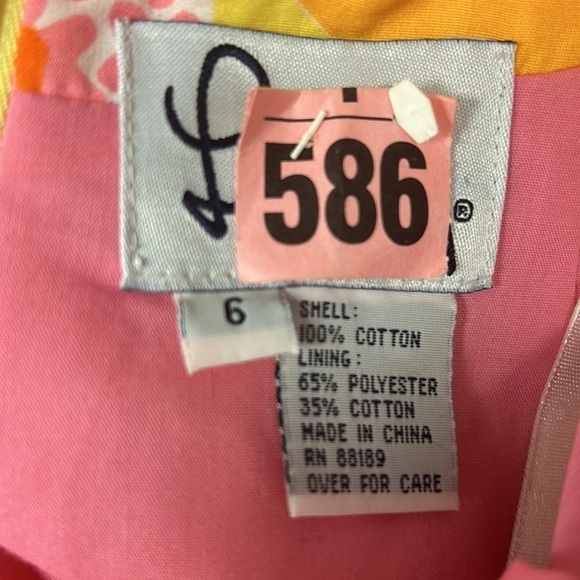 586
®
6
SHELL:
100% COTTON
LINING:
65% POLYESTER
35% COTTON
MADE IN CHINA
RN 88189
OVER FOR CARE